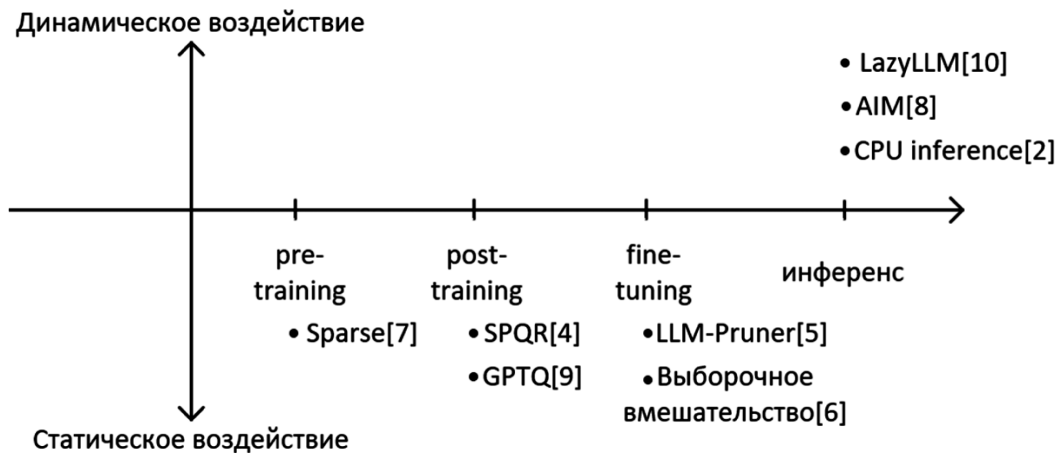 Динамическое воздействие
• LazyLLM[10]
• AIM[8]
• CPU inference[2]
pre-
training
post-
training
fine-
tuning
инференс
• Sparse[7]
• SPQR[4]
• GPTQ[9]
• LLM-Pruner[5]
• Выборочное
вмешательство[6]
Статическое воздействие